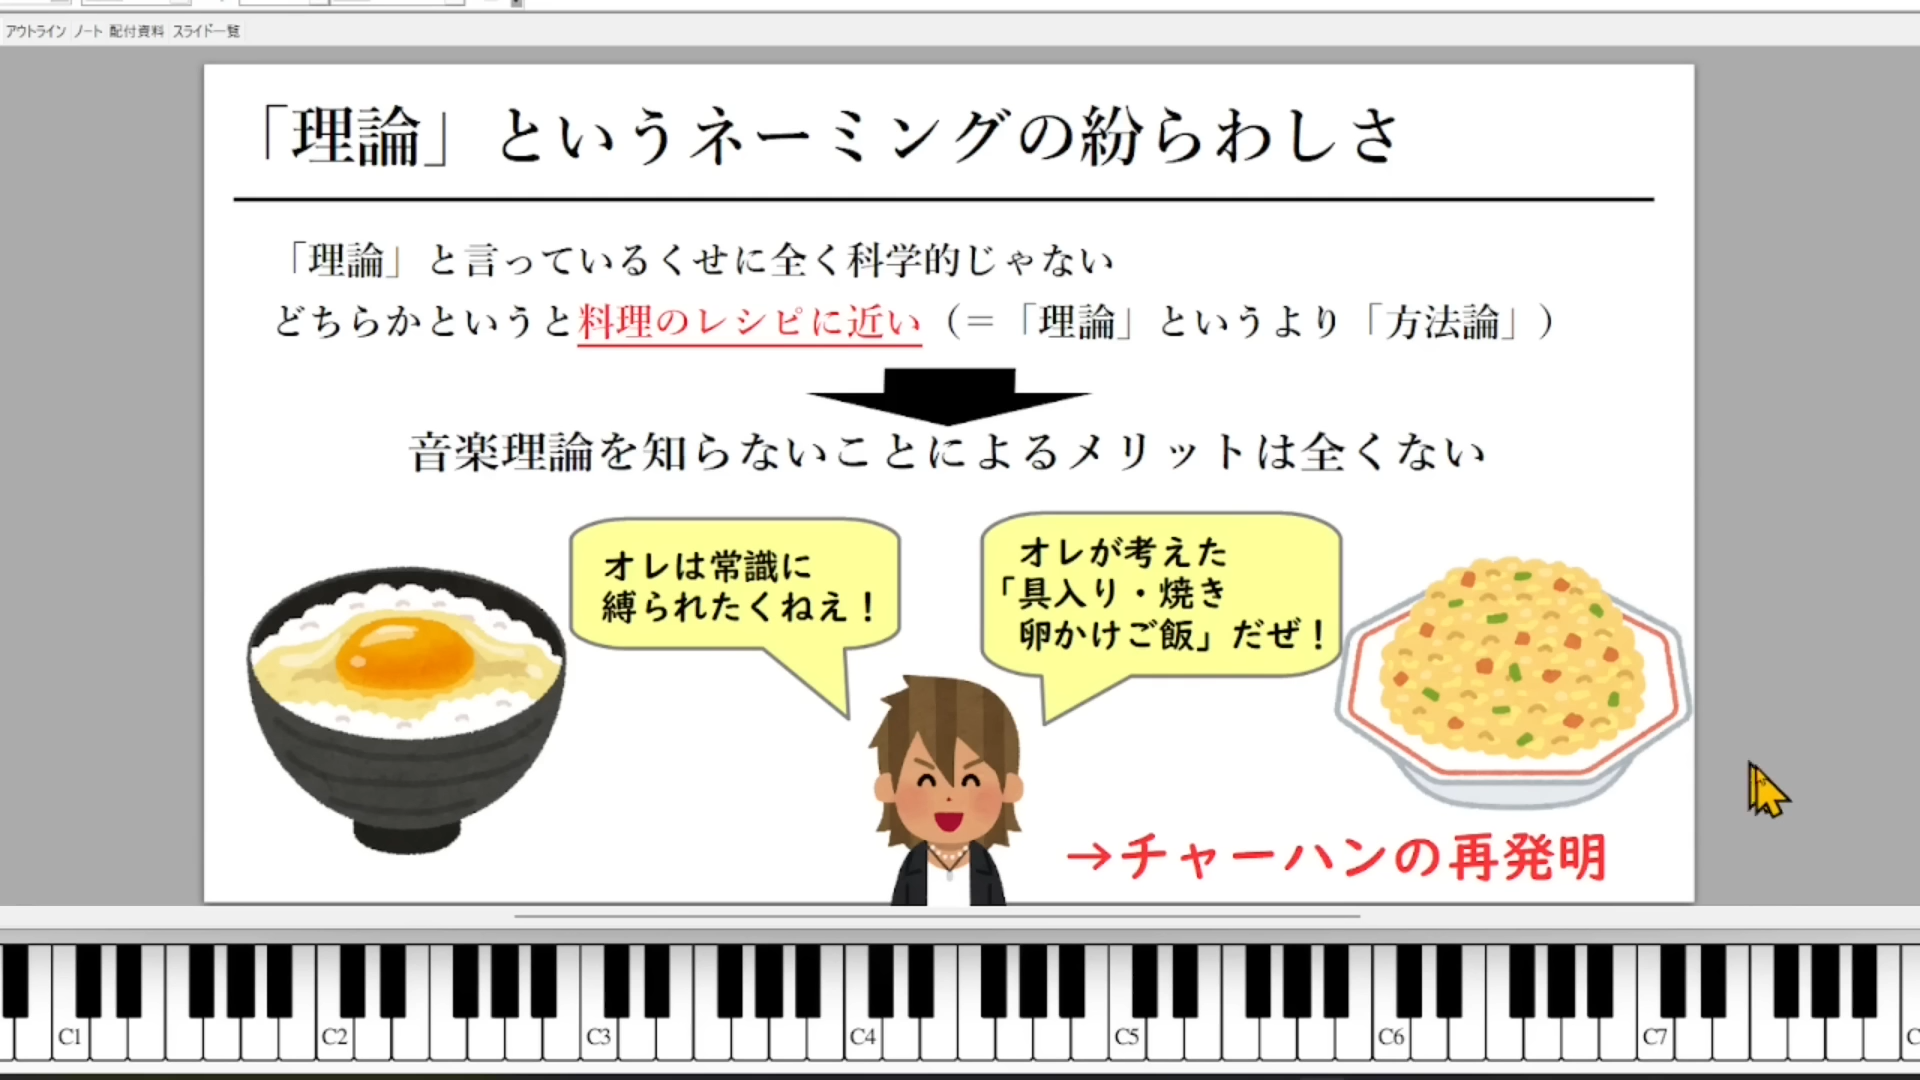 アウトライン ノート 配付資料 スライド一覧
「理論」というネーミングの紛らわしさ
「理論」と言っているくせに全く科学的じゃない
どちらかというと料理のレシピに近い（＝「理論」というより「方法論」）
音楽理論を知らないことによるメリットは全くない
オレは常識に
縛られたくねえ！
オレが考えた
「具入り・焼き
卵かけご飯」だぜ！
→チャーハンの再発明
C1 C2 C3 C4 C5 C6 C7 C